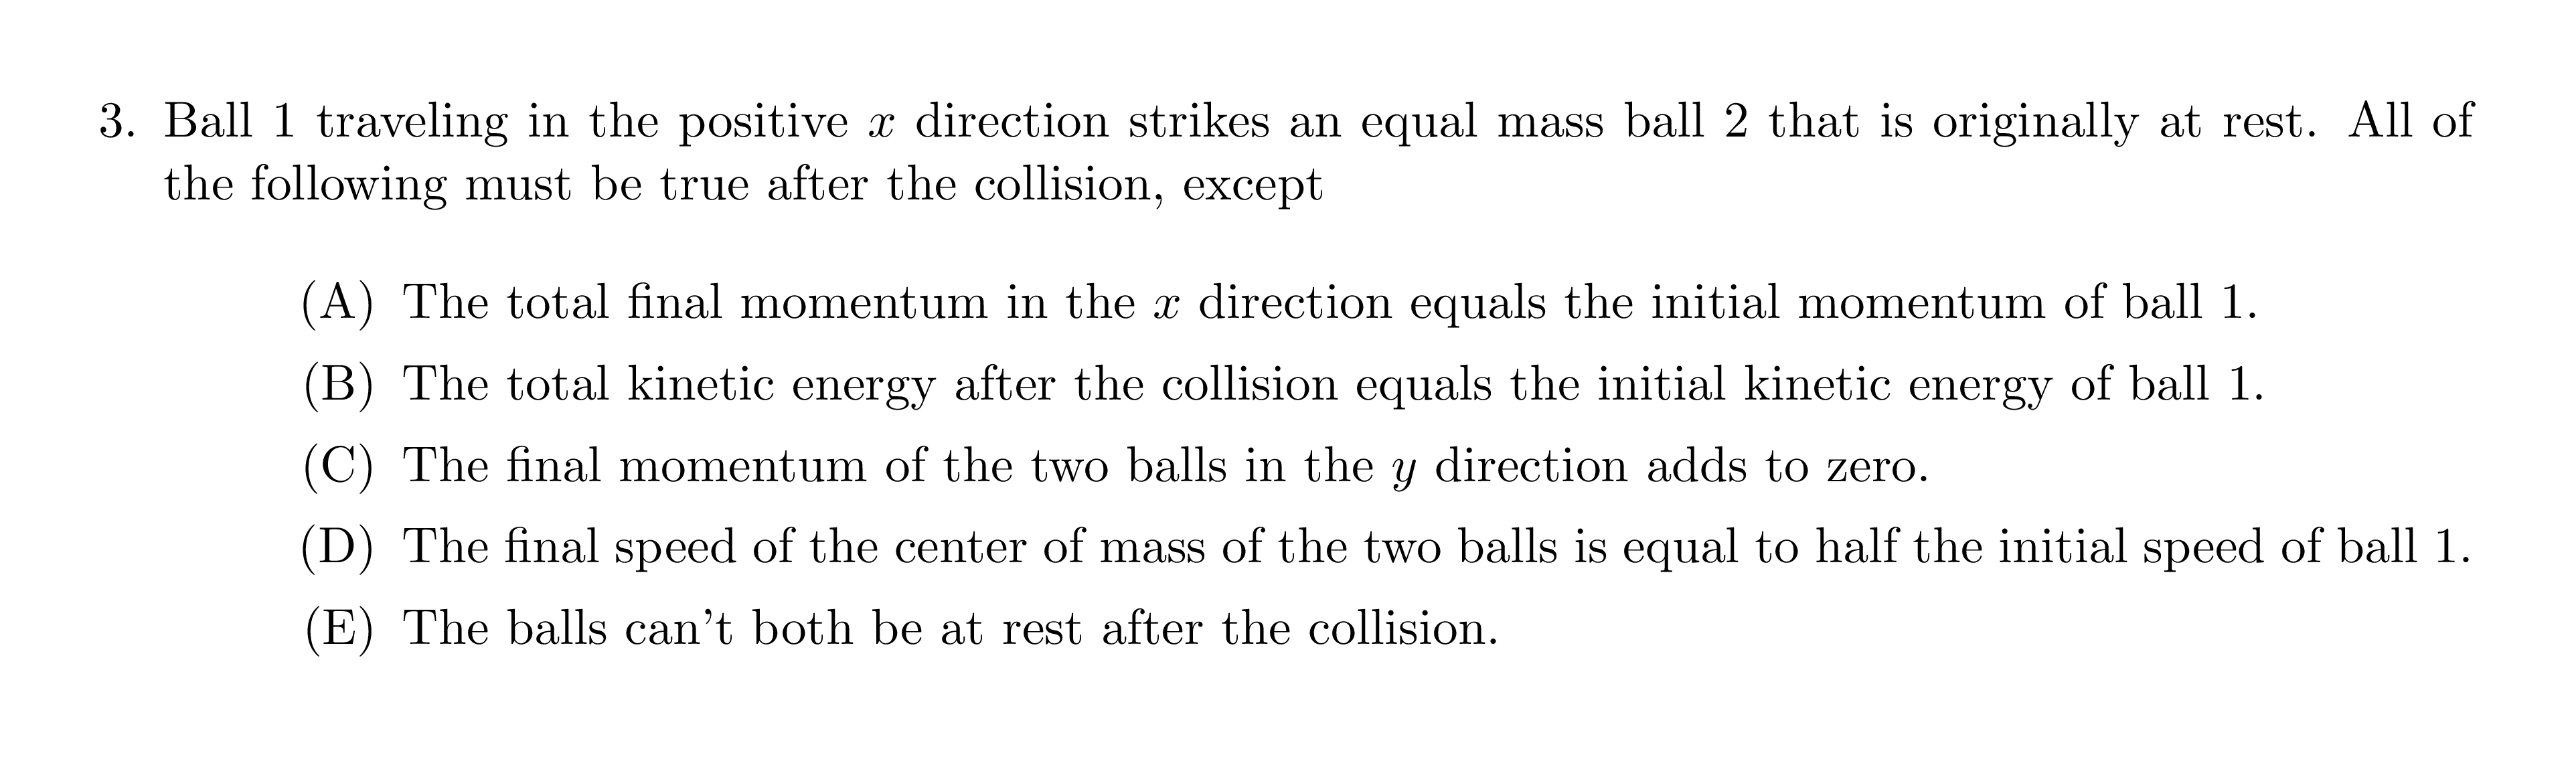 3. Ball 1 traveling in the positive x direction strikes an equal mass ball 2 that is originally at rest. All of
the following must be true after the collision, except
(A) The total final momentum in the x direction equals the initial momentum of ball 1.
(B) The total kinetic energy after the collision equals the initial kinetic energy of ball 1.
(C) The final momentum of the two balls in the y direction adds to zero.
(D) The final speed of the center of mass of the two balls is equal to half the initial speed of ball 1.
(E) The balls can't both be at rest after the collision.